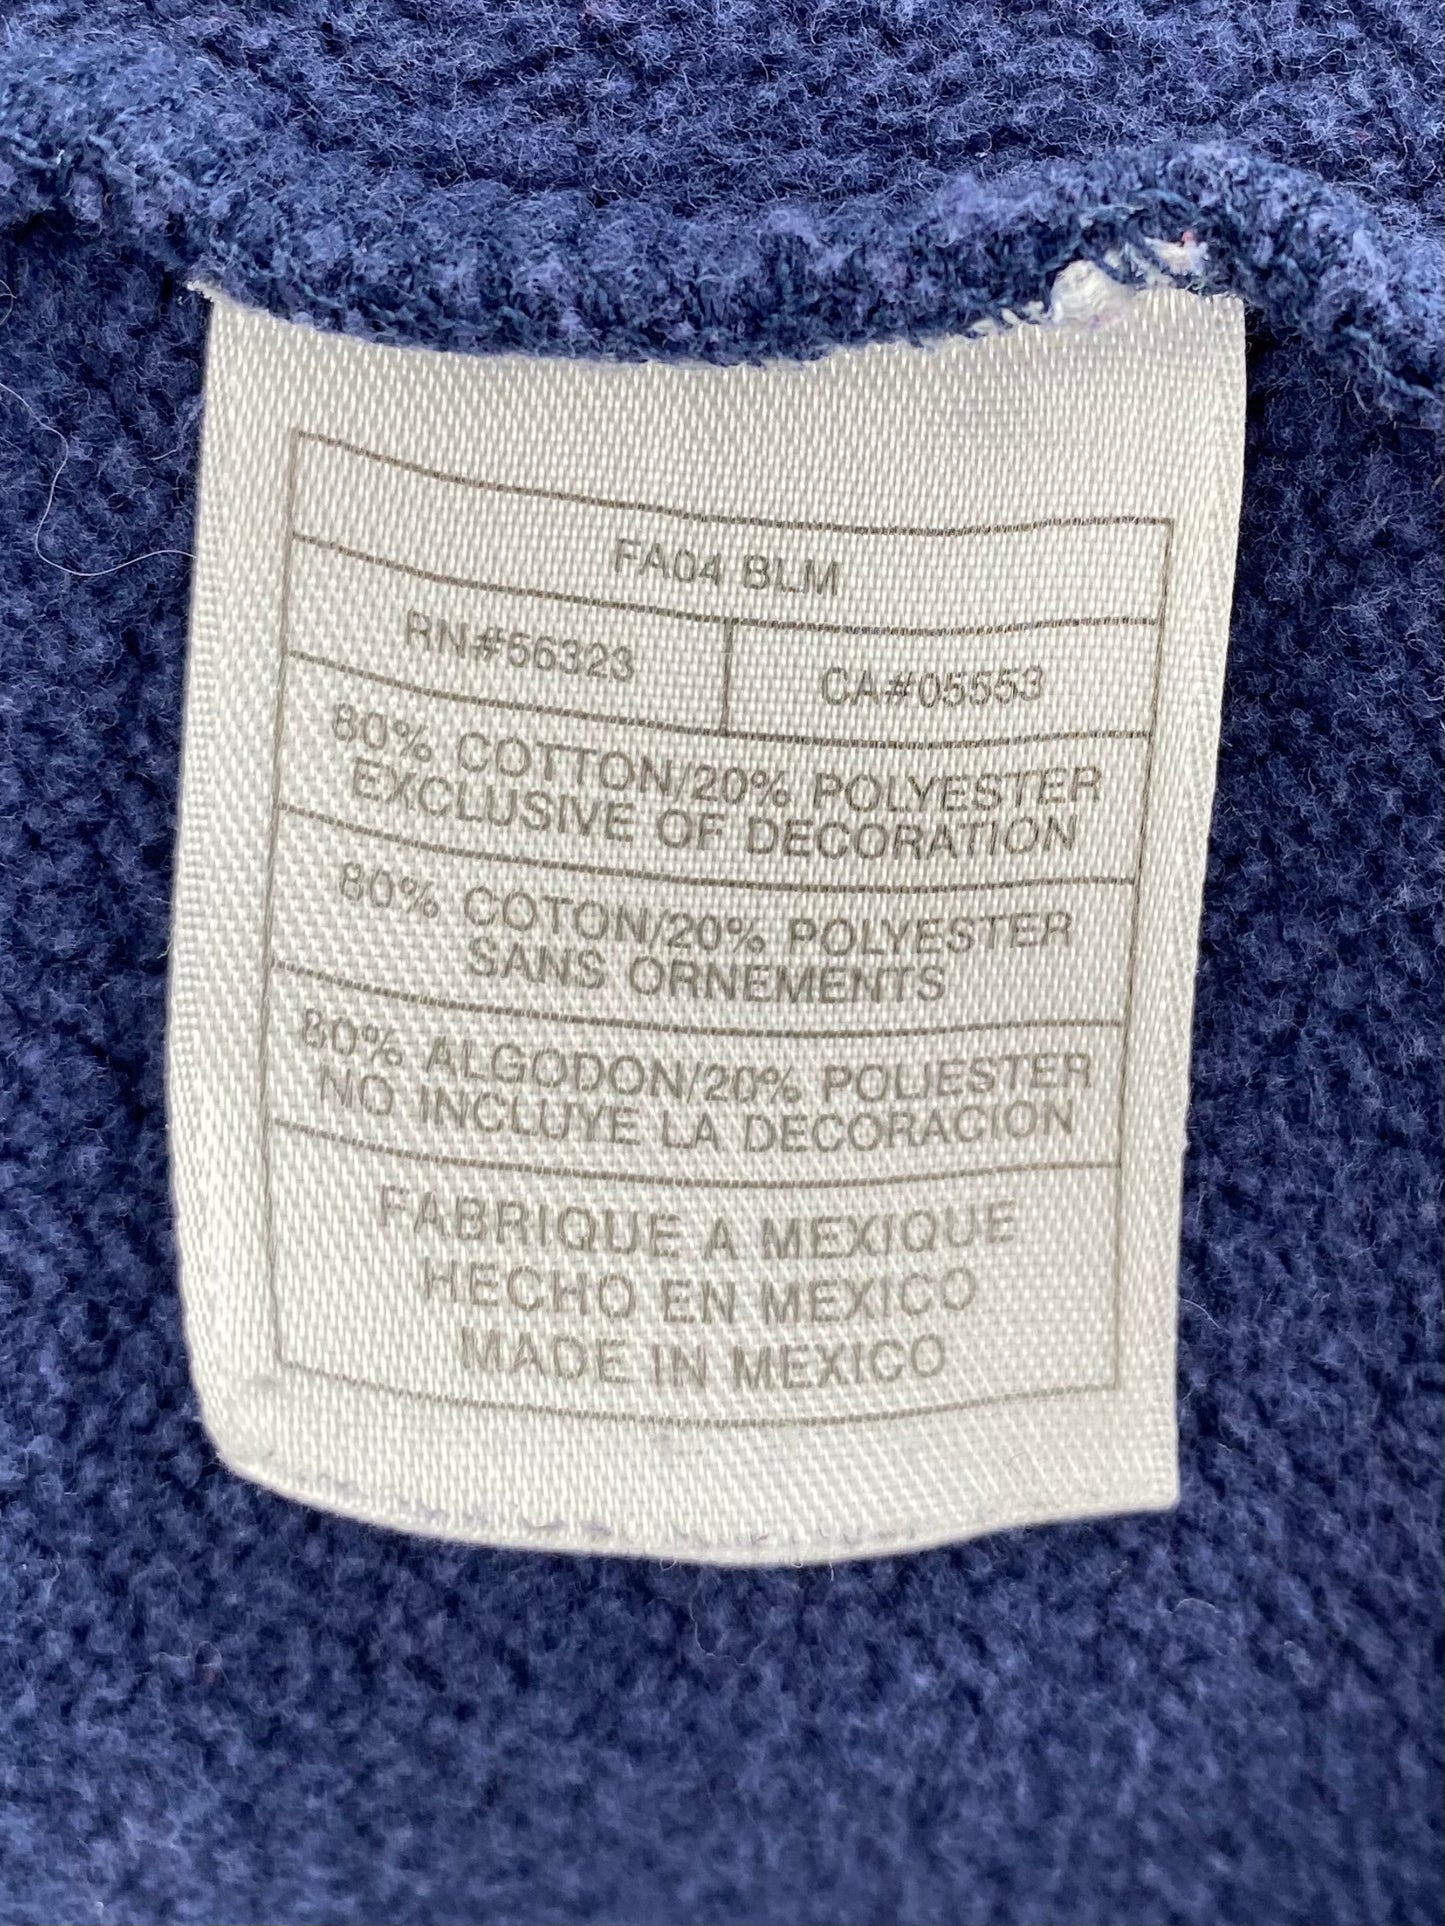 FA04 BLM
RN#56323
CA#05553
80% COTTON/20% POLYESTER
EXCLUSIVE OF DECORATION
80% COTON/20% POLYESTER
SANS ORNEMENTS
80% ALGODON/20% POLIESTER
NO INCLUYE LA DECORACION
FABRIQUE A MEXIQUE
HECHO EN MEXICO
MADE IN MEXICO